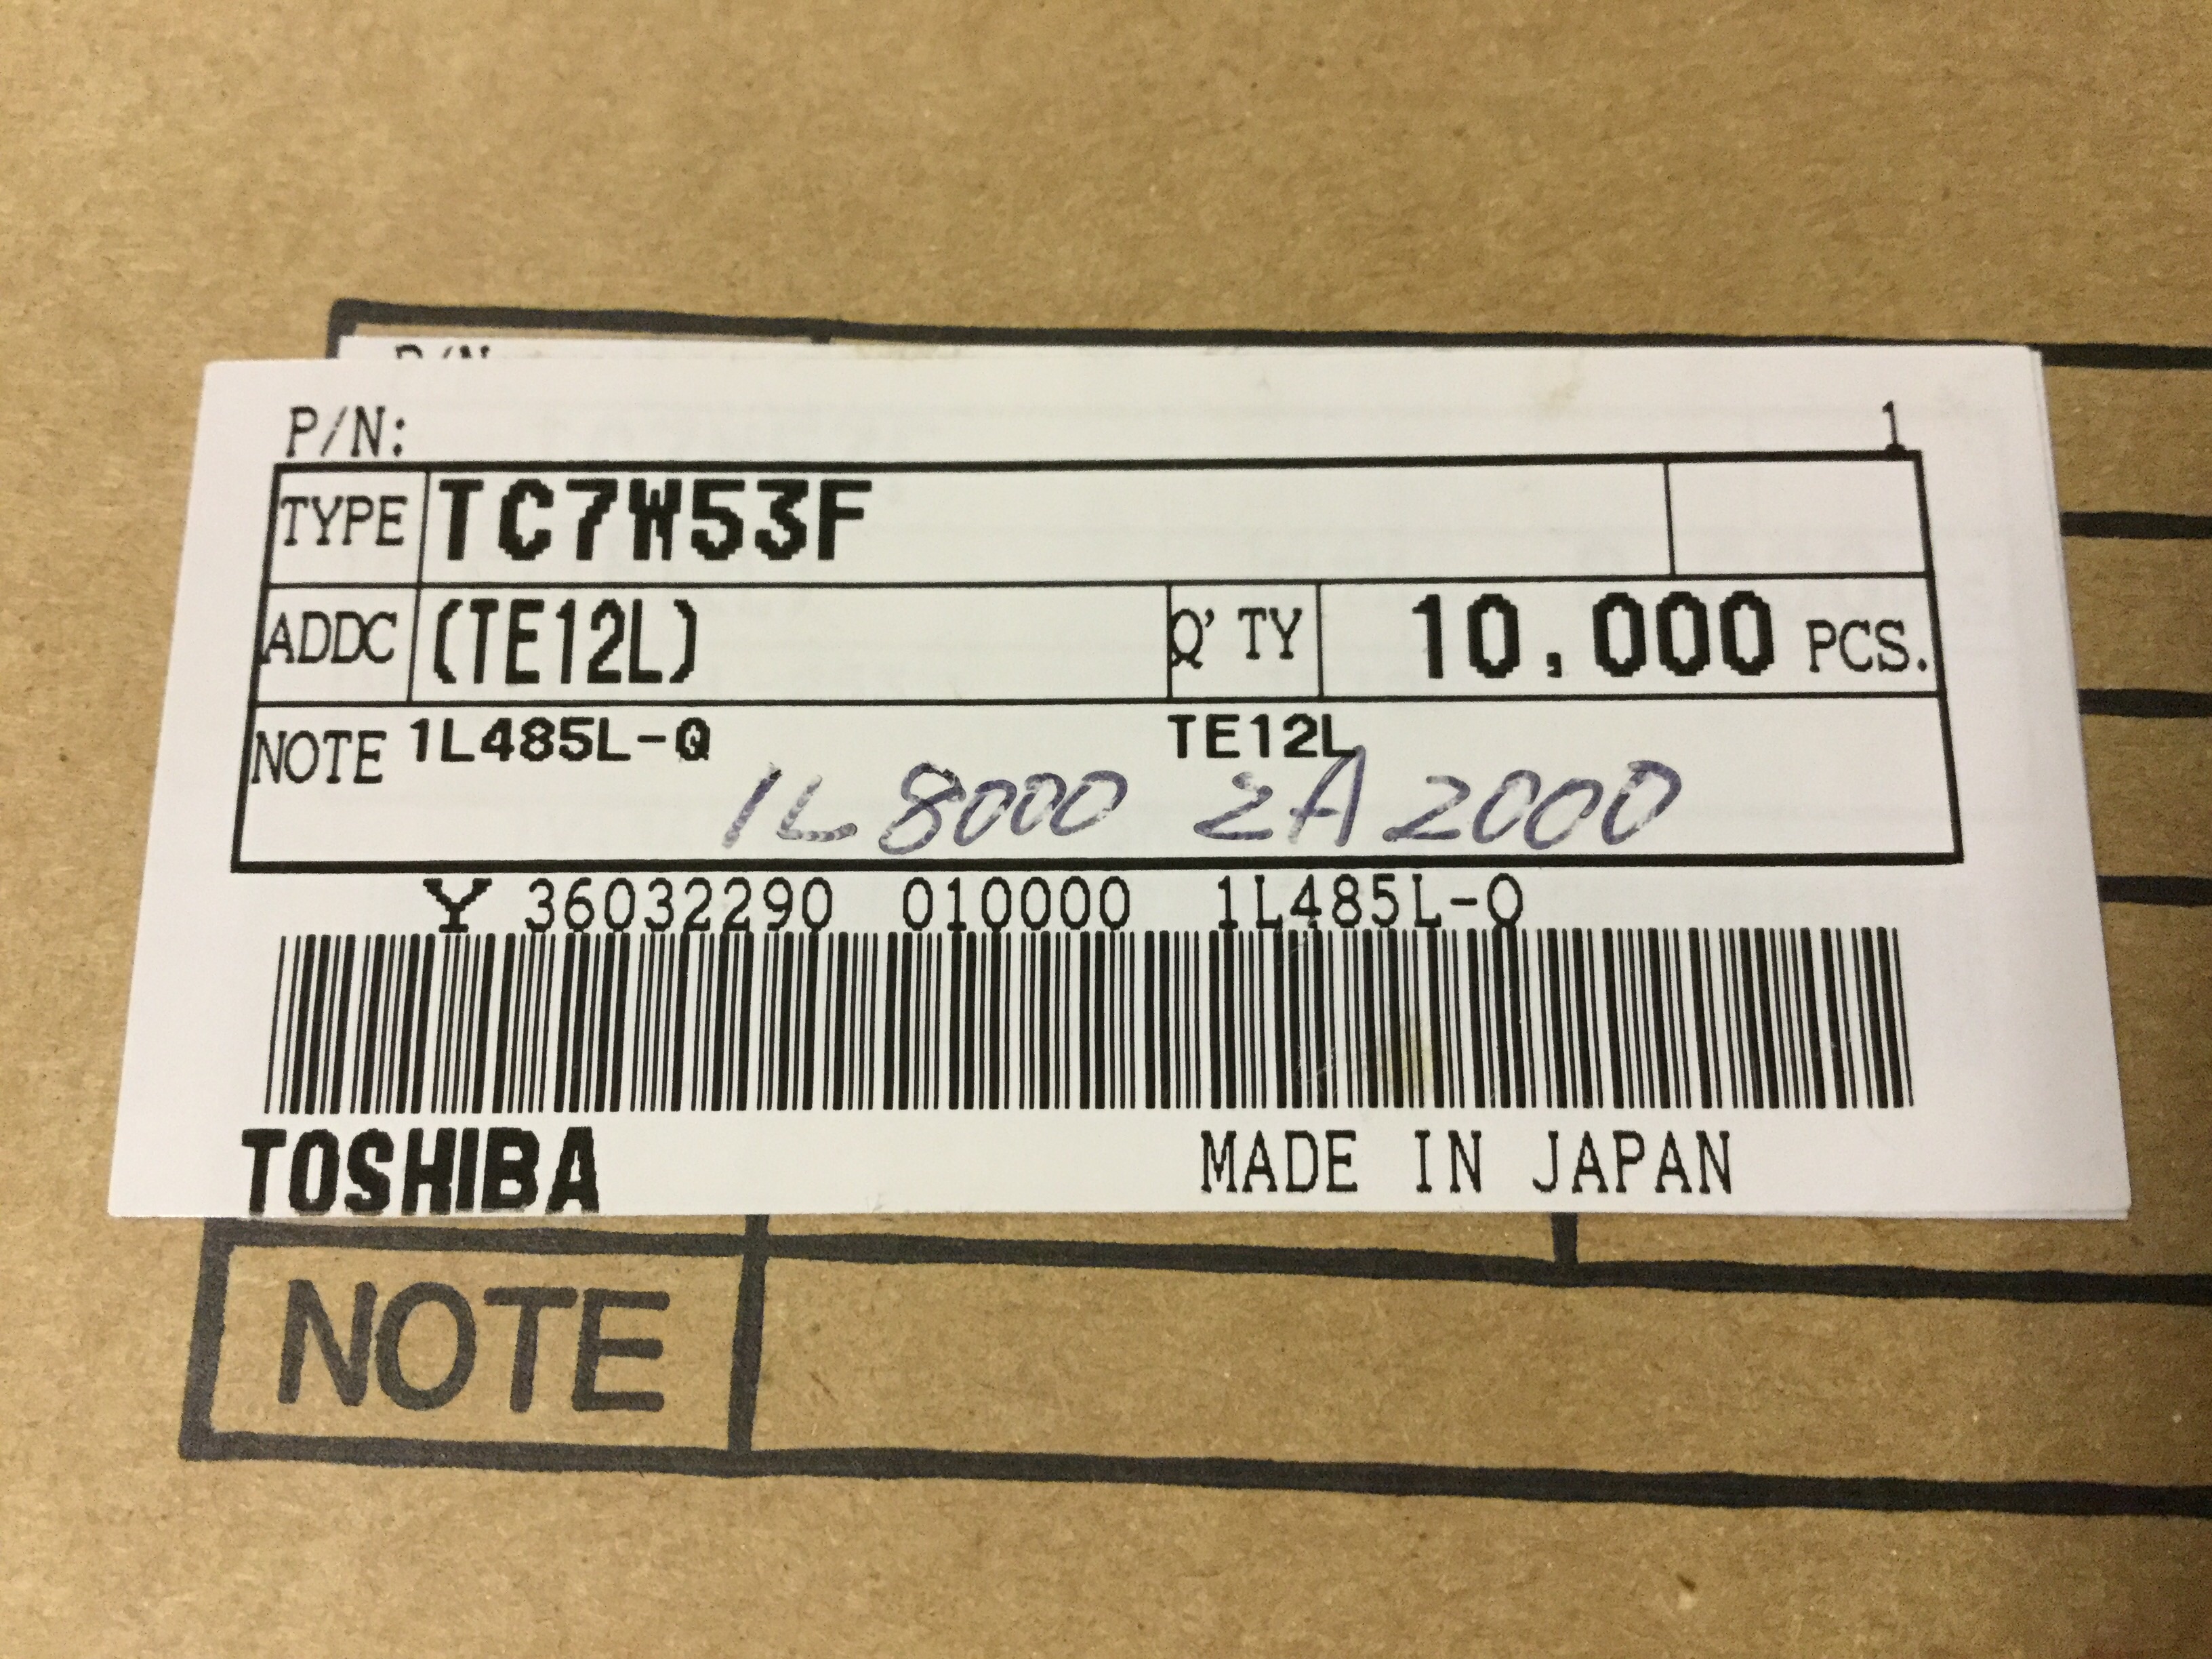 P/N:
P/N: 1
TYPE TC7W53F
ADDC (TE12L) Q'TY 10,000 PCS.
NOTE 1L485L-Q TE12L
1L 8000 2A 2000
Y 36032290 010000 1L485L-Q
TOSHIBA MADE IN JAPAN
NOTE